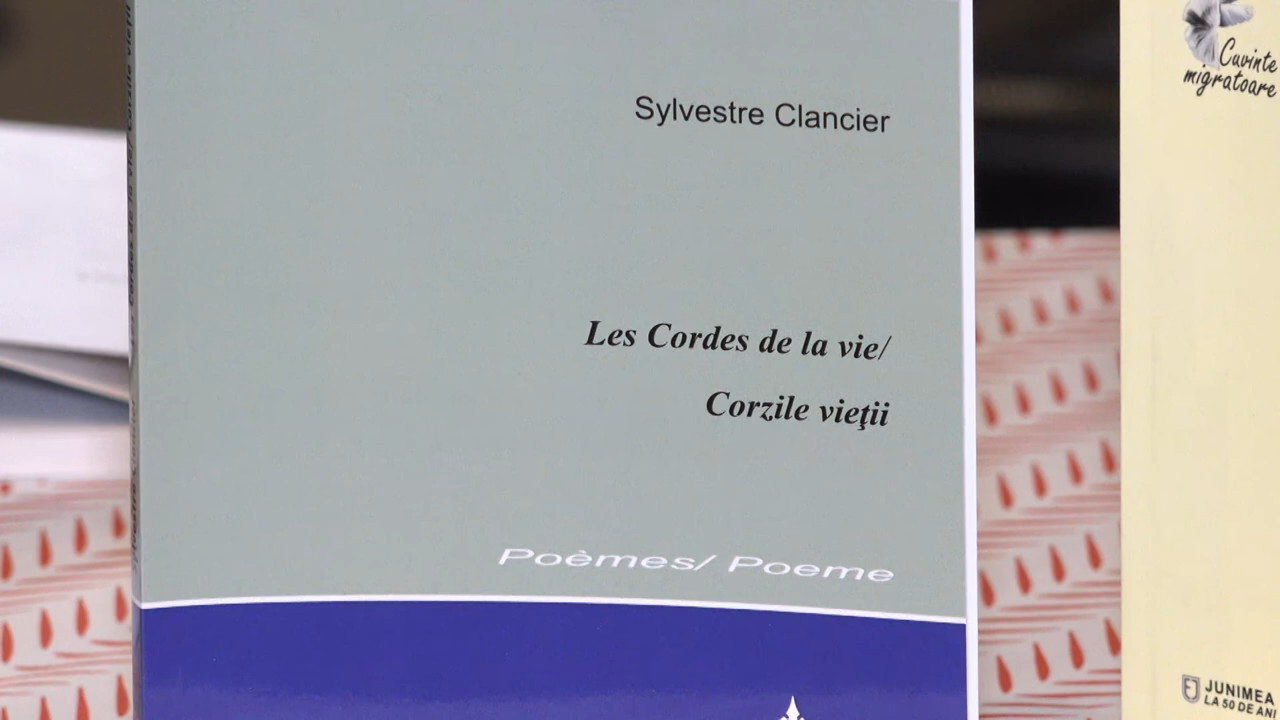 Sylvestre Clancier
Les Cordes de la vie/
Corzile vieţii
Poèmes/ Poeme
Cuvinte
migratoare
JUNIMEA
LA 50 DE ANI